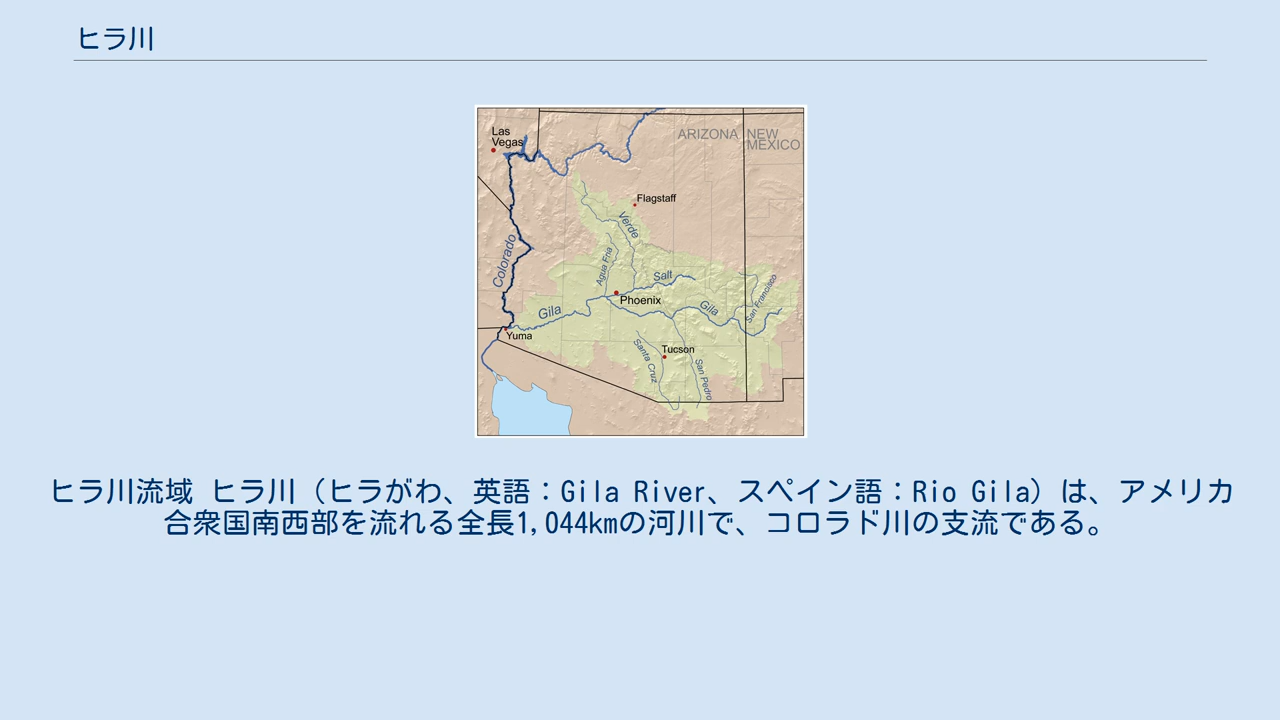 ヒラ川
Las
Vegas
ARIZONA
NEW
MEXICO
Flagstaff
Verde
Colorado
Agua Fria
Salt
San Francisco
Phoenix
Gila
Gila
Yuma
Tucson
Santa Cruz
San Pedro
ヒラ川流域 ヒラ川（ヒラがわ、英語：Gila River、スペイン語：Rio Gila）は、アメリカ
合衆国南西部を流れる全長1,044kmの河川で、コロラド川の支流である。